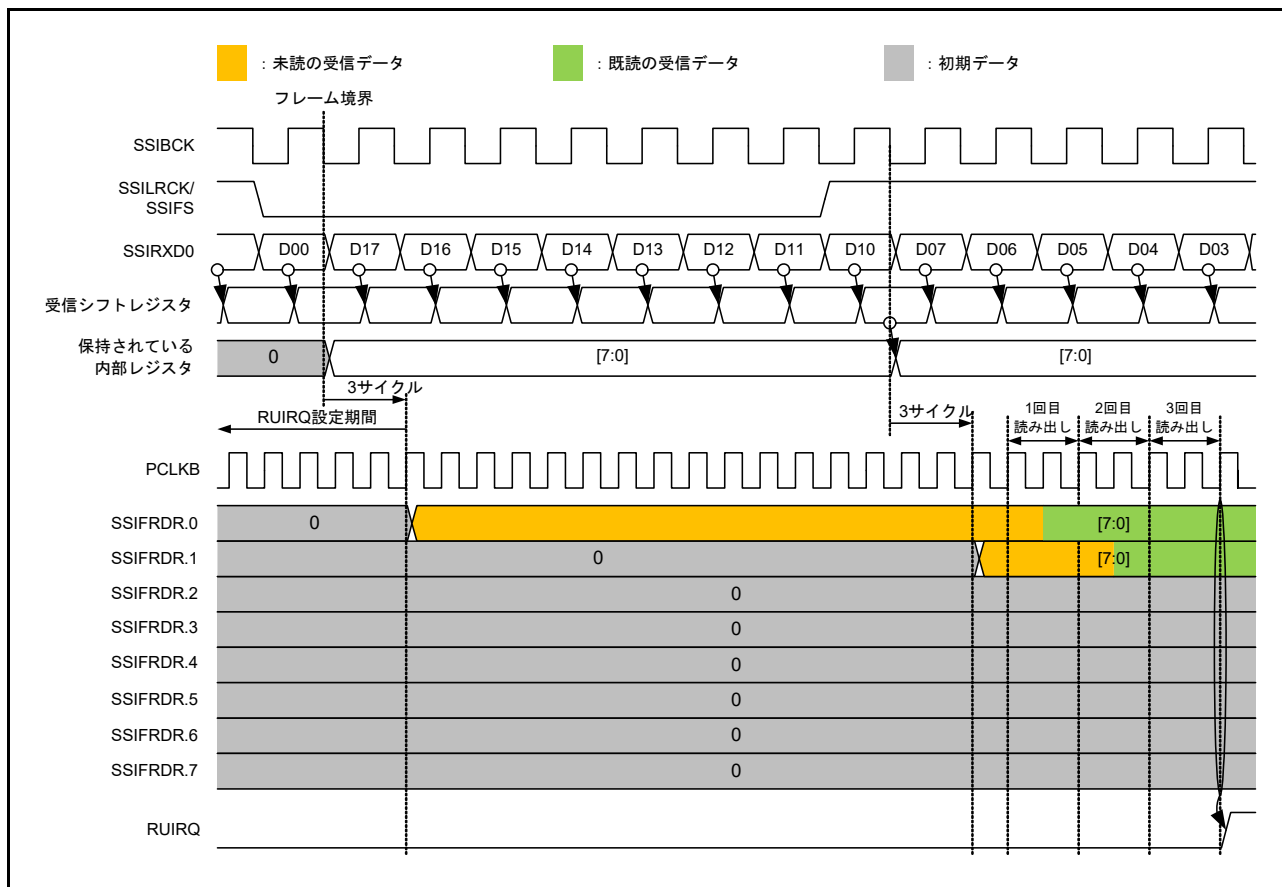 ：未読の受信データ
：既読の受信データ
：初期データ
フレーム境界
SSIBCK
SSILRCK/
SSIFS
SSIRXD0
D00
D17
D16
D15
D14
D13
D12
D11
D10
D07
D06
D05
D04
D03
受信シフトレジスタ
保持されている
内部レジスタ
0
[7:0]
[7:0]
3サイクル
RUIRQ設定期間
3サイクル
1回目
読み出し
2回目
読み出し
3回目
読み出し
PCLKB
SSIFRDR.0
0
[7:0]
SSIFRDR.1
0
[7:0]
SSIFRDR.2
0
SSIFRDR.3
0
SSIFRDR.4
0
SSIFRDR.5
0
SSIFRDR.6
0
SSIFRDR.7
0
RUIRQ